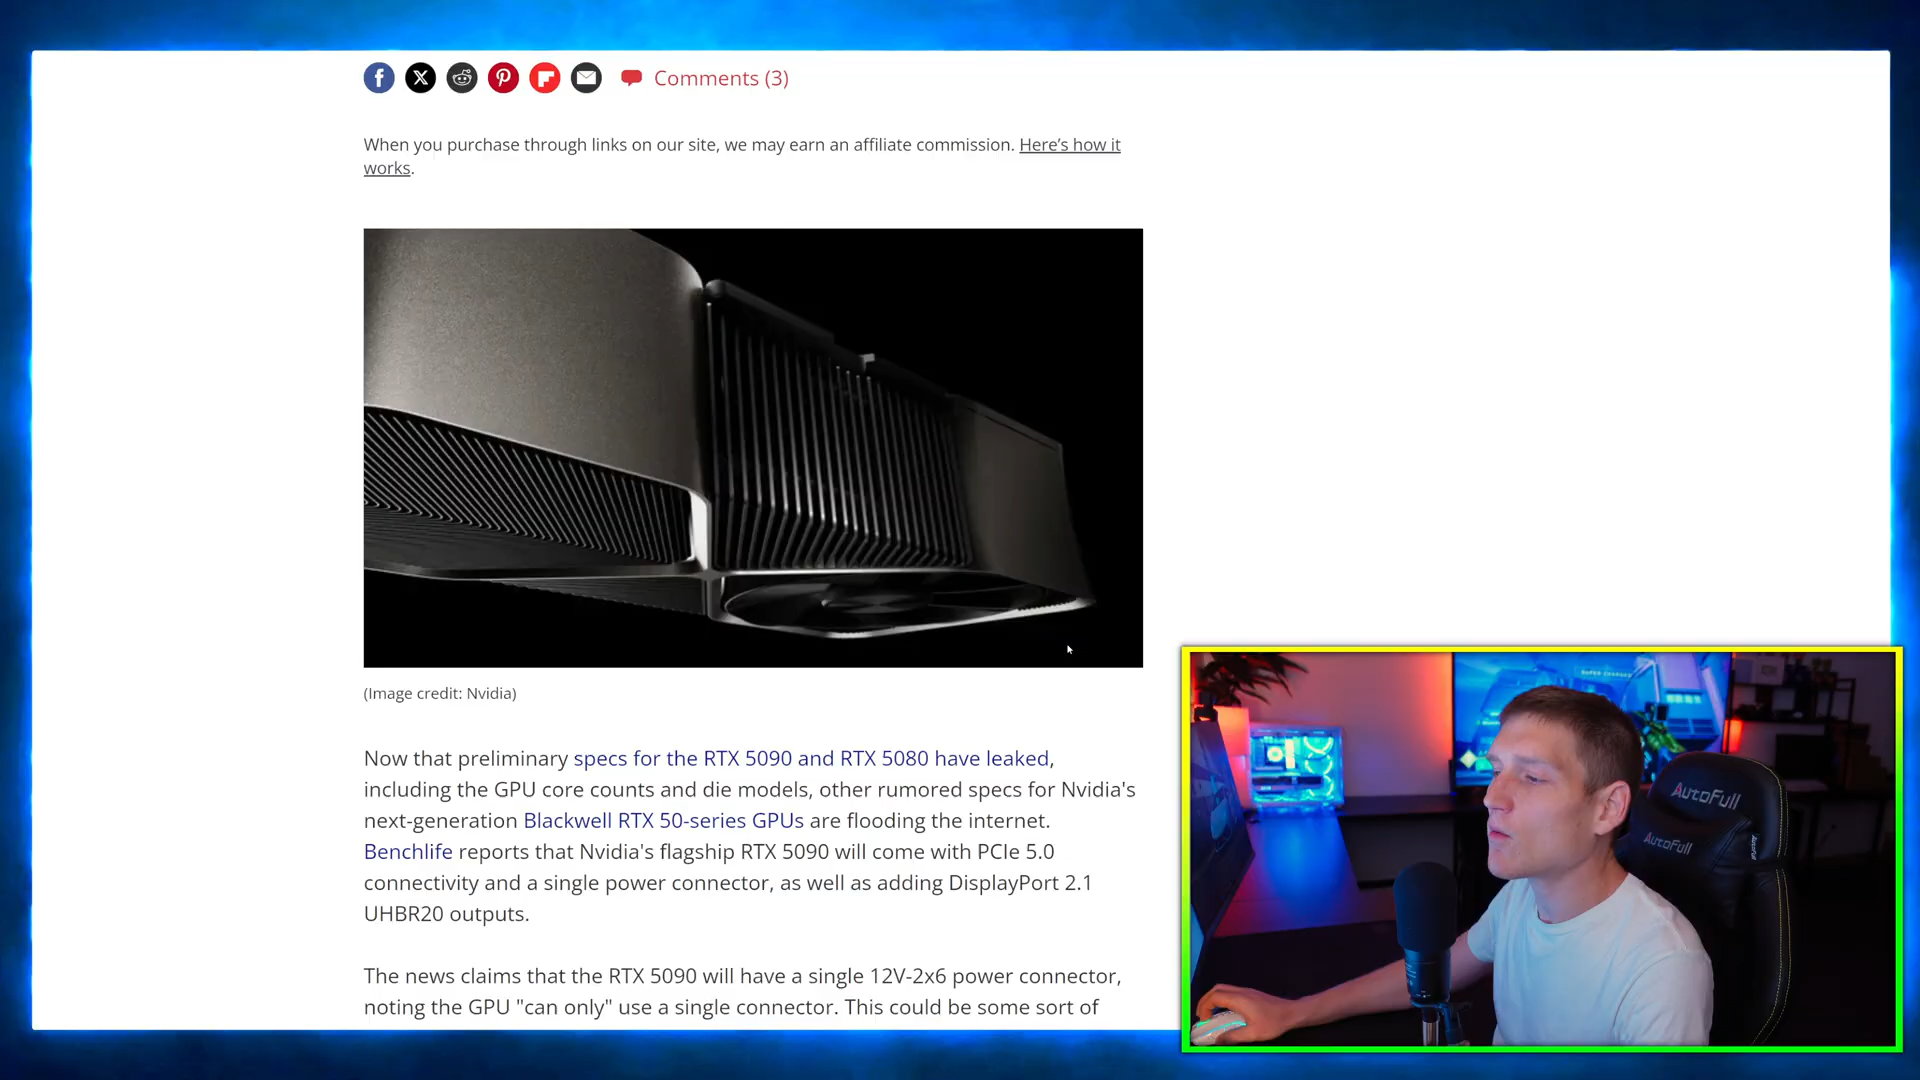 Comments (3)
When you purchase through links on our site, we may earn an affiliate commission. Here’s how it
works.
(Image credit: Nvidia)
Now that preliminary specs for the RTX 5090 and RTX 5080 have leaked,
including the GPU core counts and die models, other rumored specs for Nvidia's
next-generation Blackwell RTX 50-series GPUs are flooding the internet.
Benchlife reports that Nvidia's flagship RTX 5090 will come with PCIe 5.0
connectivity and a single power connector, as well as adding DisplayPort 2.1
UHBR20 outputs.
The news claims that the RTX 5090 will have a single 12V-2x6 power connector,
noting the GPU "can only" use a single connector. This could be some sort of
SUPER CHARGED
AutoFull
AutoFull